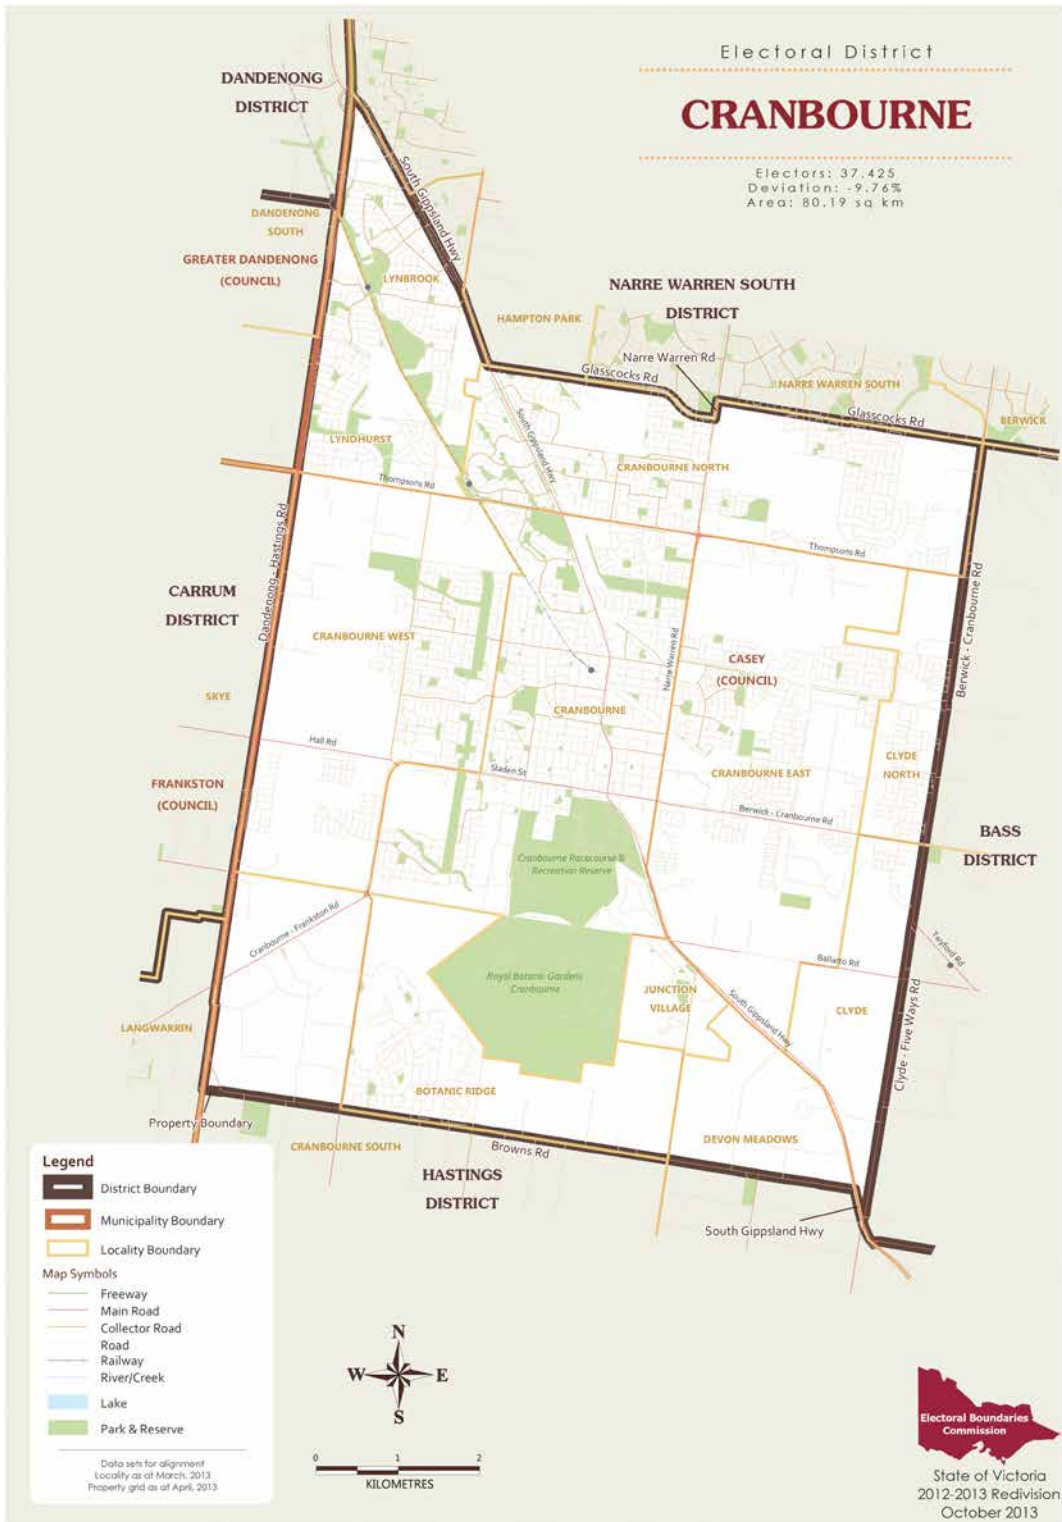 Electoral District
CRANBOURNE
Electors: 37,425
Deviation: -9.76%
Area: 80.19 sq km
DANDENONG
DISTRICT
South Gippsland Hwy
DANDENONG
SOUTH
GREATER DANDENONG
(COUNCIL)
LYNBROOK
HAMPTON PARK
NARRE WARREN SOUTH
DISTRICT
Narre Warren Rd
Glasscocks Rd
NARRE WARREN SOUTH
Glasscocks Rd
BERWICK
South Gippsland Hwy
LYNDHURST
CRANBOURNE NORTH
Thompsons Rd
Thompsons Rd
Dandenong - Hastings Rd
Berwick - Cranbourne Rd
CARRUM
DISTRICT
CRANBOURNE WEST
Narre Warren Rd
CASEY
(COUNCIL)
SKYE
CRANBOURNE
Hall Rd
Sladen St
CRANBOURNE EAST
CLYDE
NORTH
FRANKSTON
(COUNCIL)
Berwick - Cranbourne Rd
BASS
DISTRICT
Cranbourne Racecourse &
Recreation Reserve
Cranbourne - Frankston Rd
Twyford Rd
Ballarto Rd
Royal Botanic Gardens
Cranbourne
JUNCTION
VILLAGE
South Gippsland Hwy
CLYDE
Clyde - Five Ways Rd
LANGWARRIN
BOTANIC RIDGE
Property Boundary
CRANBOURNE SOUTH
Browns Rd
DEVON MEADOWS
HASTINGS
DISTRICT
South Gippsland Hwy
Legend
District Boundary
Municipality Boundary
Locality Boundary
Map Symbols
Freeway
Main Road
Collector Road
Road
Railway
River/Creek
Lake
Park & Reserve
Data sets for alignment
Locality as at March, 2013
Property grid as at April, 2013
N
W E
S
0 1 2
KILOMETRES
Electoral Boundaries
Commission
State of Victoria
2012-2013 Redivision
October 2013